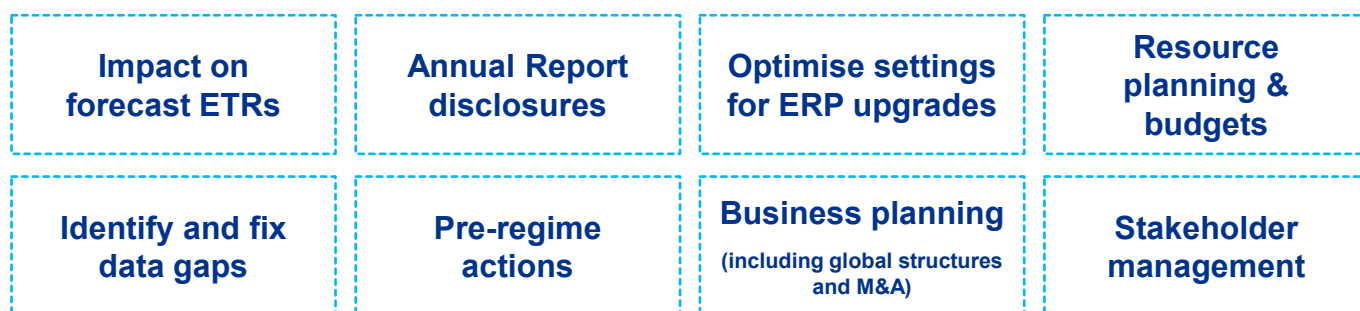 Impact on
forecast ETRs
Annual Report
disclosures
Optimise settings
for ERP upgrades
Resource
planning &
budgets
Identify and fix
data gaps
Pre-regime
actions
Business planning
(including global structures
and M&A)
Stakeholder
management